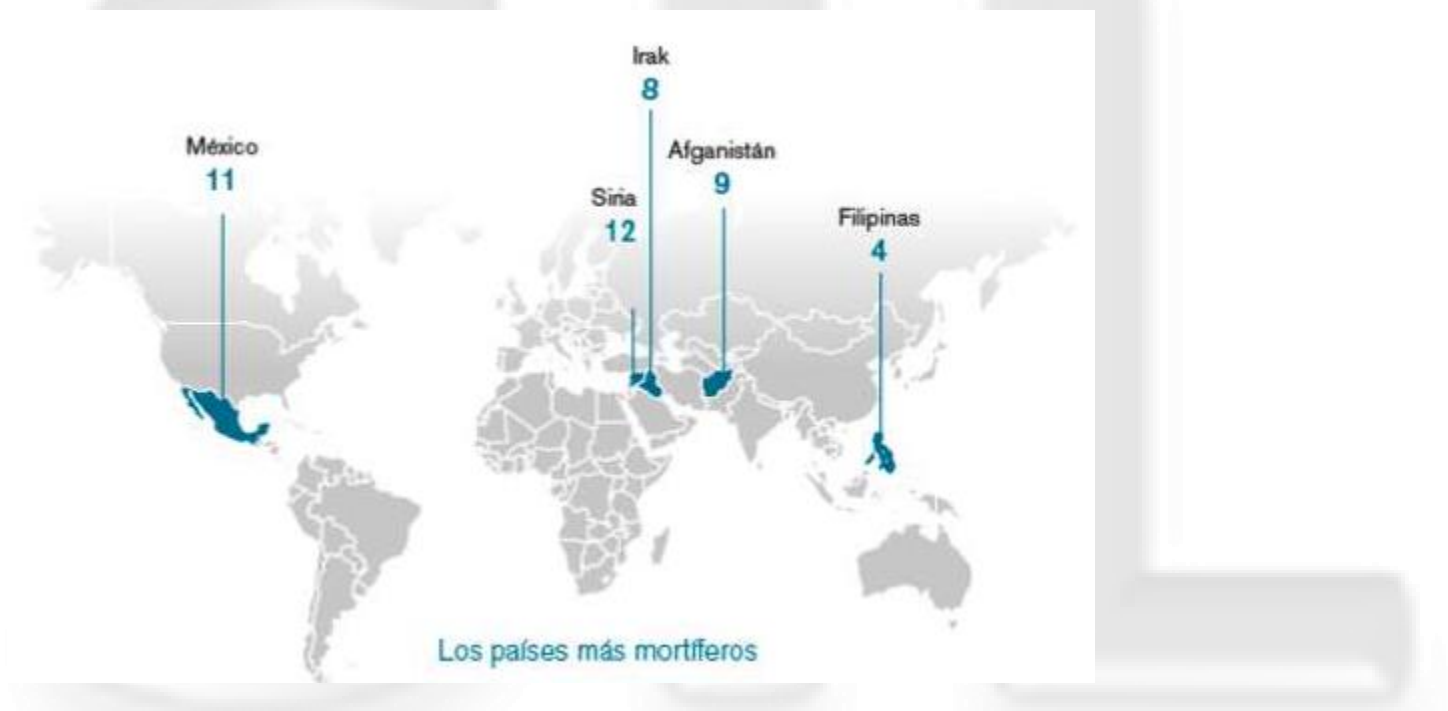 Irak
8
México
11
Afganistán
9
Siria
12
Filipinas
4
Los países más mortíferos